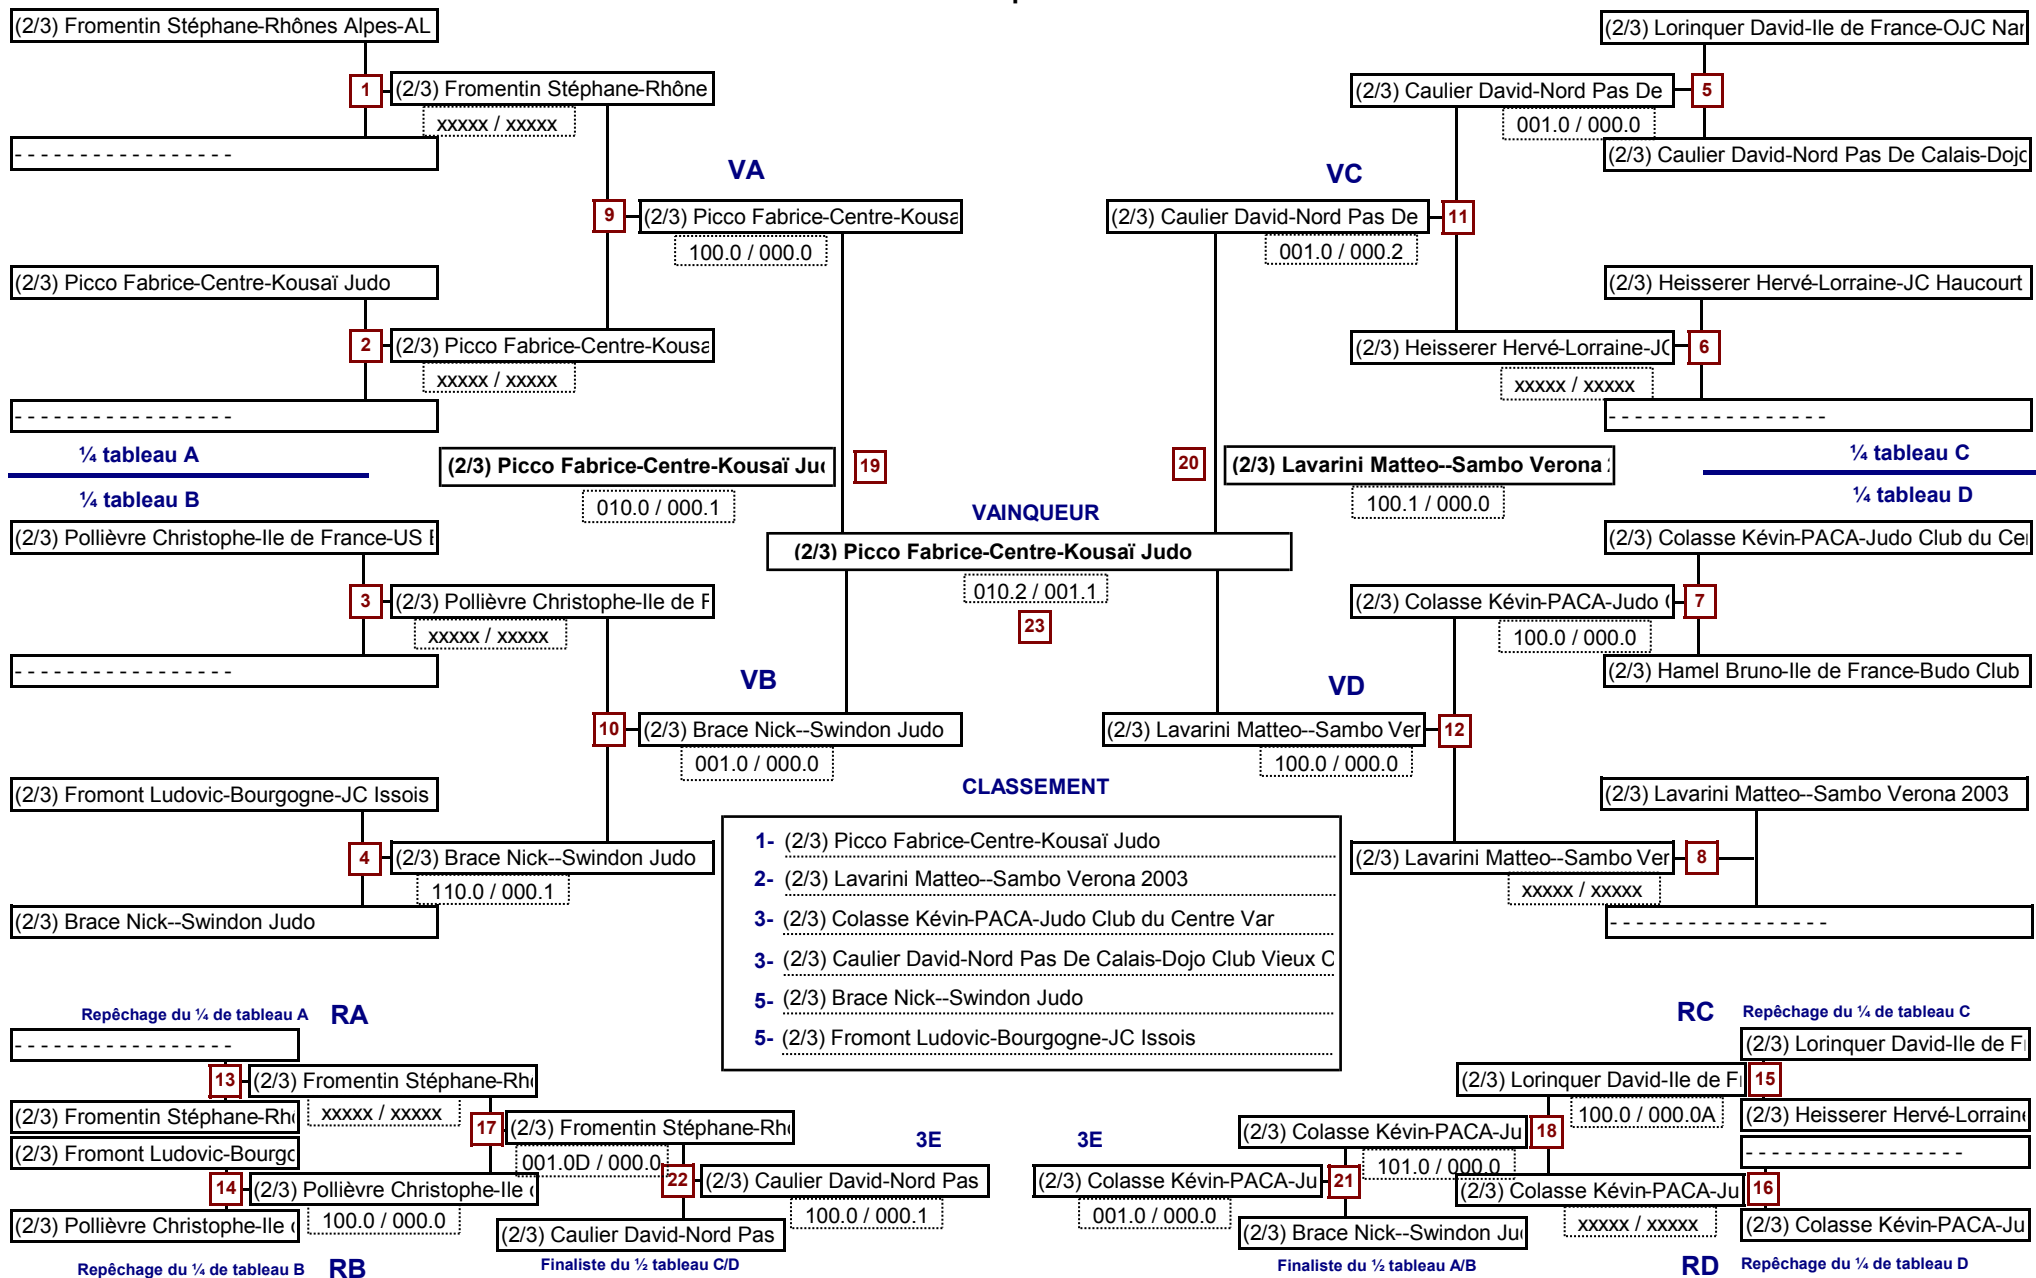 (2/3) Fromentin Stéphane-Rhônes Alpes-AL
1
(2/3) Fromentin Stéphane-Rhône
xxxxx / xxxxx
- - - - - - - - - - - - - - - - -
VA
9
(2/3) Picco Fabrice-Centre-Kousa
100.0 / 000.0
(2/3) Picco Fabrice-Centre-Kousaï Judo
2
(2/3) Picco Fabrice-Centre-Kousa
xxxxx / xxxxx
- - - - - - - - - - - - - - - - -
¼ tableau A
¼ tableau B
(2/3) Picco Fabrice-Centre-Kousaï Ju
19
010.0 / 000.1
(2/3) Pollièvre Christophe-Ile de France-US
3
(2/3) Pollièvre Christophe-Ile de F
xxxxx / xxxxx
- - - - - - - - - - - - - - - - -
VB
10
(2/3) Brace Nick--Swindon Judo
001.0 / 000.0
(2/3) Fromont Ludovic-Bourgogne-JC Issois
4
(2/3) Brace Nick--Swindon Judo
110.0 / 000.1
(2/3) Brace Nick--Swindon Judo
VAINQUEUR
(2/3) Picco Fabrice-Centre-Kousaï Judo
010.2 / 001.1
23
(2/3) Lorinquer David-Ile de France-OJC Nan
(2/3) Caulier David-Nord Pas De
5
001.0 / 000.0
(2/3) Caulier David-Nord Pas De Calais-Dojo
VC
(2/3) Caulier David-Nord Pas De
11
001.0 / 000.2
(2/3) Heisserer Hervé-Lorraine-JC Haucourt
(2/3) Heisserer Hervé-Lorraine-JC
6
xxxxx / xxxxx
- - - - - - - - - - - - - - - - -
20
(2/3) Lavarini Matteo--Sambo Verona
100.1 / 000.0
¼ tableau C
¼ tableau D
(2/3) Colasse Kévin-PACA-Judo Club du Cen
(2/3) Colasse Kévin-PACA-Judo
7
100.0 / 000.0
(2/3) Hamel Bruno-Ile de France-Budo Club
VD
(2/3) Lavarini Matteo--Sambo Ver
12
100.0 / 000.0
(2/3) Lavarini Matteo--Sambo Verona 2003
(2/3) Lavarini Matteo--Sambo Ver
8
xxxxx / xxxxx
- - - - - - - - - - - - - - - - -
CLASSEMENT
1- (2/3) Picco Fabrice-Centre-Kousaï Judo
2- (2/3) Lavarini Matteo--Sambo Verona 2003
3- (2/3) Colasse Kévin-PACA-Judo Club du Centre Var
3- (2/3) Caulier David-Nord Pas De Calais-Dojo Club Vieux C
5- (2/3) Brace Nick--Swindon Judo
5- (2/3) Fromont Ludovic-Bourgogne-JC Issois
Repêchage du ¼ de tableau A RA
- - - - - - - - - - - - - - - - -
13
(2/3) Fromentin Stéphane-Rho
(2/3) Fromentin Stéphane-Rho
xxxxx / xxxxx
(2/3) Fromont Ludovic-Bourgo
14
(2/3) Pollièvre Christophe-Ile
(2/3) Pollièvre Christophe-Ile
100.0 / 000.0
Repêchage du ¼ de tableau B RB
17
(2/3) Fromentin Stéphane-Rho
001.0D / 000.0
22
(2/3) Caulier David-Nord Pas
3E
(2/3) Caulier David-Nord Pas
100.0 / 000.1
Finaliste du ½ tableau C/D
RC Repêchage du ¼ de tableau C
(2/3) Lorinquer David-Ile de F
(2/3) Lorinquer David-Ile de F
15
100.0 / 000.0A
(2/3) Heisserer Hervé-Lorraine
- - - - - - - - - - - - - - - - -
(2/3) Colasse Kévin-PACA-Ju
18
101.0 / 000.0
3E
(2/3) Colasse Kévin-PACA-Ju
21
001.0 / 000.0
(2/3) Colasse Kévin-PACA-Ju
16
xxxxx / xxxxx
(2/3) Colasse Kévin-PACA-Ju
(2/3) Brace Nick--Swindon Ju
Finaliste du ½ tableau A/B
RD Repêchage du ¼ de tableau D